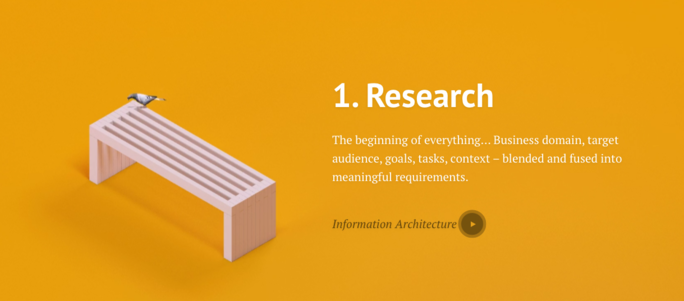 1. Research
The beginning of everything... Business domain, target
audience, goals, tasks, context – blended and fused into
meaningful requirements.
Information Architecture